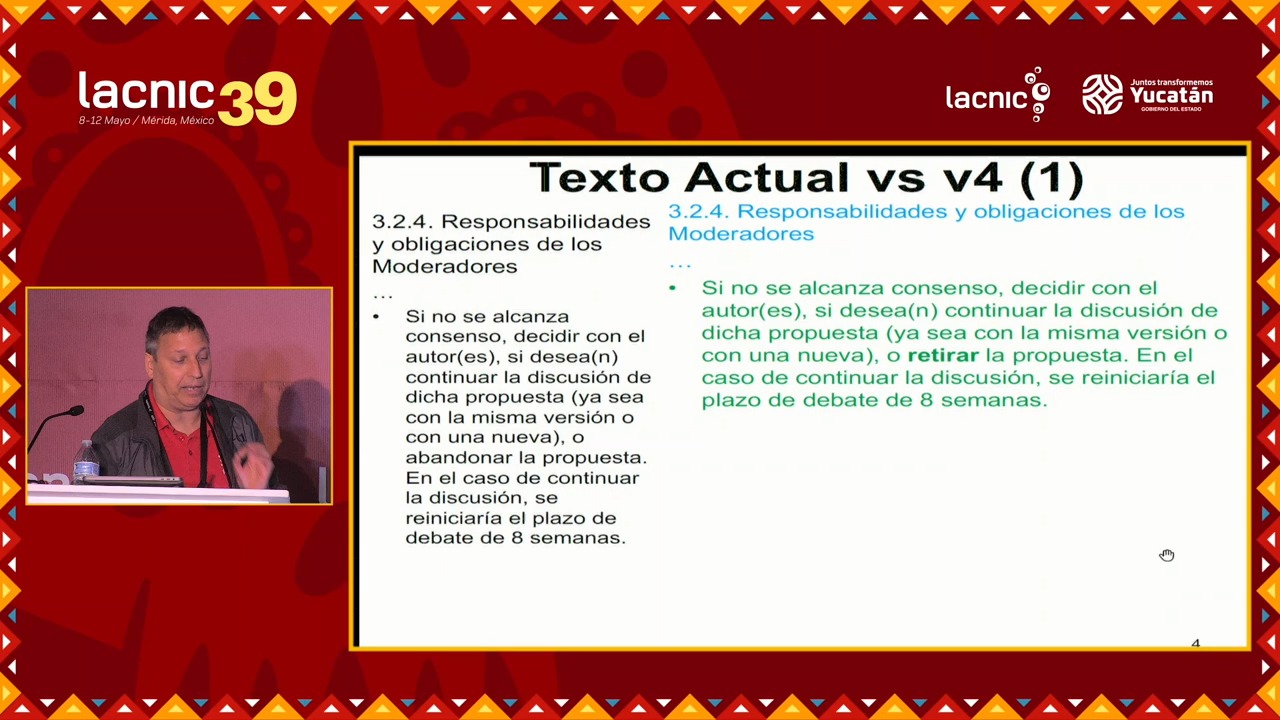 lacnic39
8-12 Mayo / Mérida, México
lacnic
Juntos transformemos
Yucatán
GOBIERNO DEL ESTADO
Texto Actual vs v4 (1)
3.2.4. Responsabilidades
y obligaciones de los
Moderadores
...
• Si no se alcanza
consenso, decidir con el
autor(es), si desea(n)
continuar la discusión de
dicha propuesta (ya sea
con la misma versión o
con una nueva), o
abandonar la propuesta.
En el caso de continuar
la discusión, se
reiniciaría el plazo de
debate de 8 semanas.
3.2.4. Responsabilidades y obligaciones de los
Moderadores
...
• Si no se alcanza consenso, decidir con el
autor(es), si desea(n) continuar la discusión de
dicha propuesta (ya sea con la misma versión o
con una nueva), o retirar la propuesta. En el
caso de continuar la discusión, se reiniciaría el
plazo de debate de 8 semanas.
4